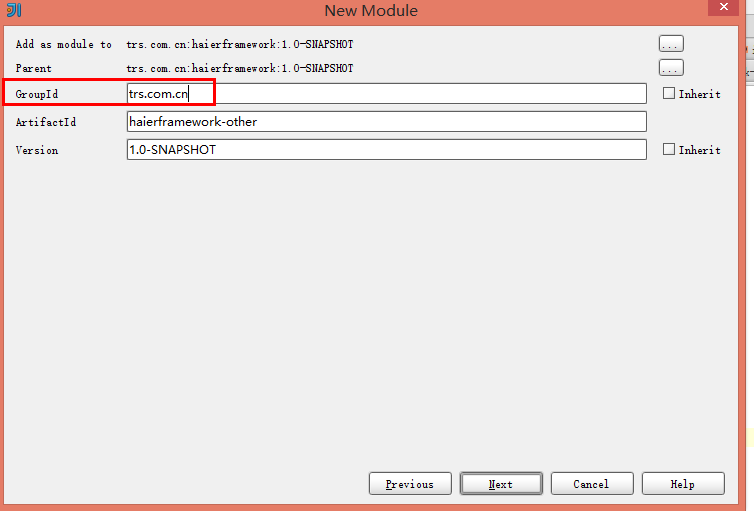 New Module
Add as module to trs.com.cn:haierframework:1.0-SNAPSHOT ...
Parent trs.com.cn:haierframework:1.0-SNAPSHOT ...
GroupId trs.com.cn Inherit
ArtifactId haierframework-other
Version 1.0-SNAPSHOT Inherit
Previous Next Cancel Help